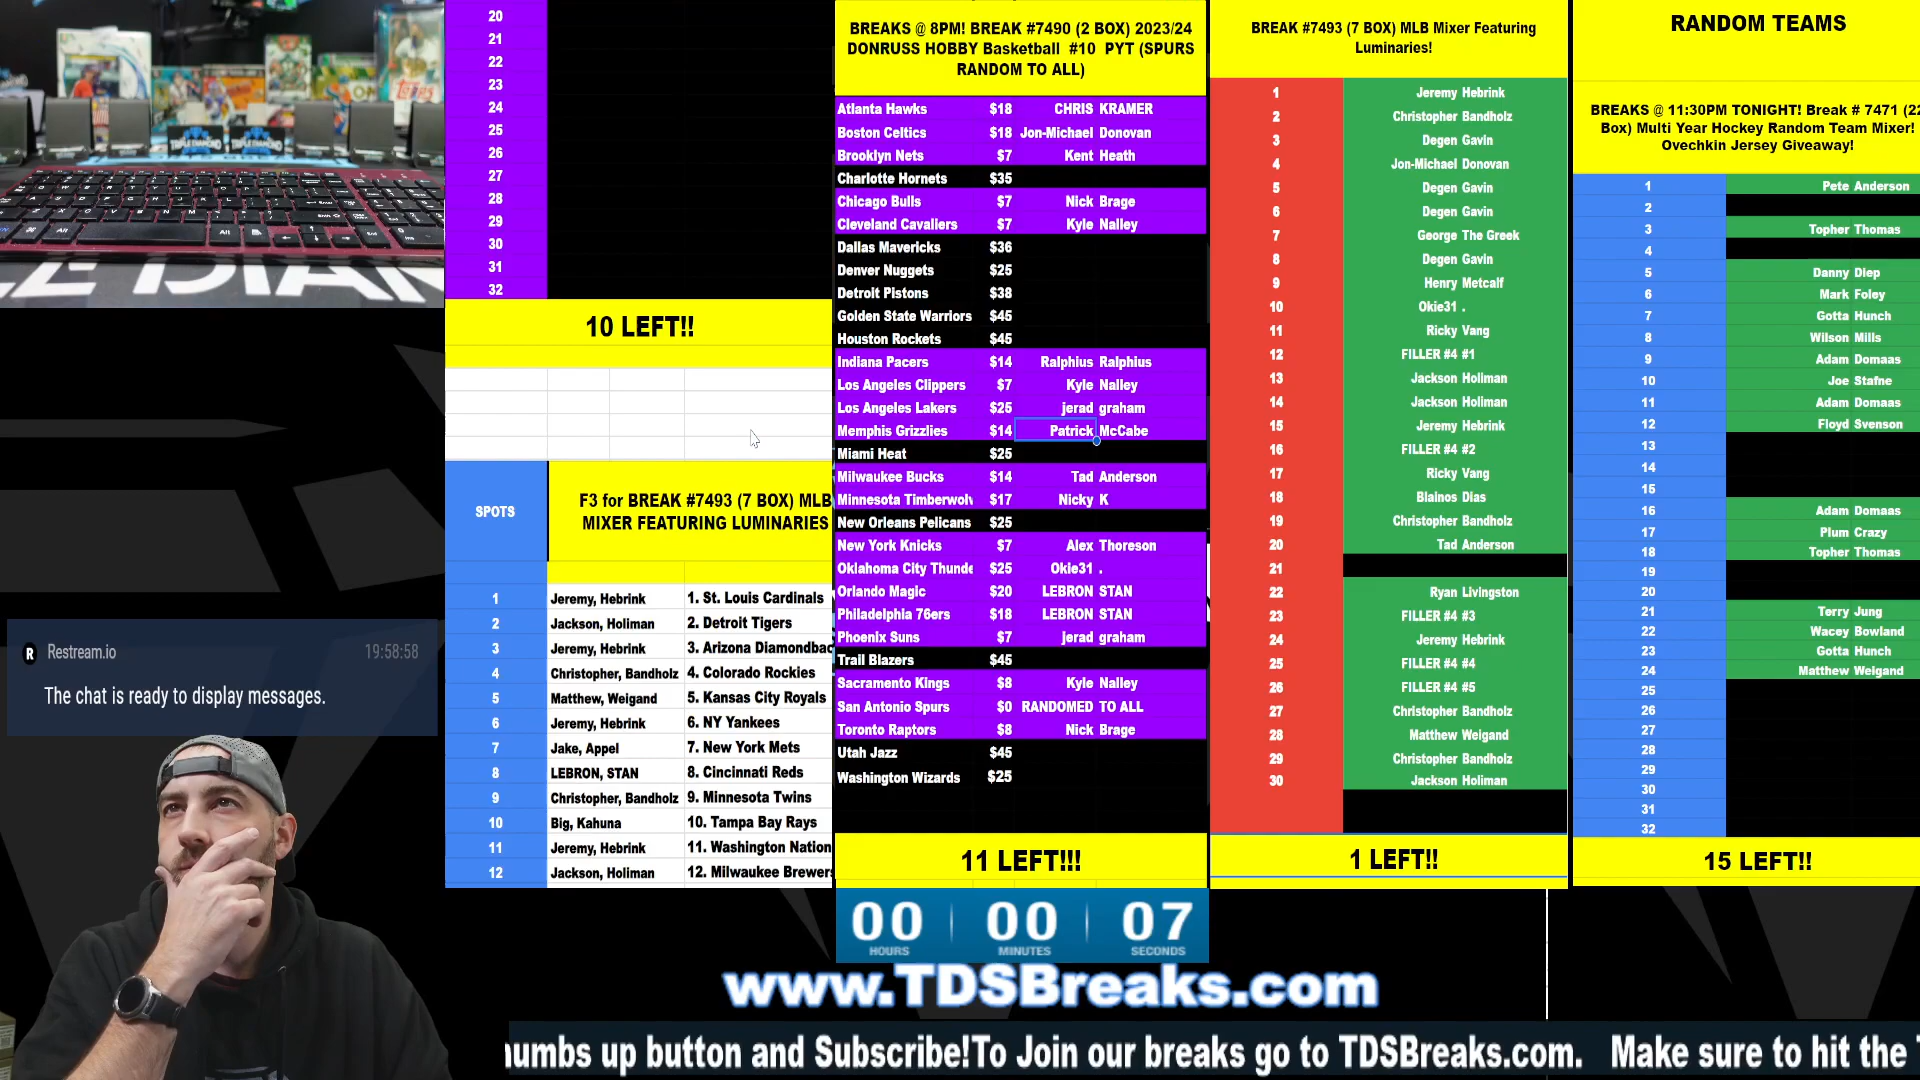 20
21
22
23
24
25
26
27
28
29
30
31
32
10 LEFT!!
SPOTS
F3 for BREAK #7493 (7 BOX) MLB
MIXER FEATURING LUMINARIES
1 Jeremy, Hebrink 1. St. Louis Cardinals
2 Jackson, Holiman 2. Detroit Tigers
3 Jeremy, Hebrink 3. Arizona Diamondbac
4 Christopher, Bandholz 4. Colorado Rockies
5 Matthew, Weigand 5. Kansas City Royals
6 Jeremy, Hebrink 6. NY Yankees
7 Jake, Appel 7. New York Mets
8 LEBRON, STAN 8. Cincinnati Reds
9 Christopher, Bandholz 9. Minnesota Twins
10 Big, Kahuna 10. Tampa Bay Rays
11 Jeremy, Hebrink 11. Washington Nation
12 Jackson, Holiman 12. Milwaukee Brewers
BREAKS @ 8PM! BREAK #7490 (2 BOX) 2023/24
DONRUSS HOBBY Basketball #10 PYT (SPURS
RANDOM TO ALL)
Atlanta Hawks $18 CHRIS KRAMER
Boston Celtics $18 Jon-Michael Donovan
Brooklyn Nets $7 Kent Heath
Charlotte Hornets $35
Chicago Bulls $7 Nick Brage
Cleveland Cavaliers $7 Kyle Nalley
Dallas Mavericks $36
Denver Nuggets $25
Detroit Pistons $38
Golden State Warriors $45
Houston Rockets $45
Indiana Pacers $14 Ralphius Ralphius
Los Angeles Clippers $7 Kyle Nalley
Los Angeles Lakers $25 jerad graham
Memphis Grizzlies $14 Patrick McCabe
Miami Heat $25
Milwaukee Bucks $14 Tad Anderson
Minnesota Timberwolv $17 Nicky K
New Orleans Pelicans $25
New York Knicks $7 Alex Thoreson
Oklahoma City Thunde $25 Okie31 .
Orlando Magic $20 LEBRON STAN
Philadelphia 76ers $18 LEBRON STAN
Phoenix Suns $7 jerad graham
Trail Blazers $45
Sacramento Kings $8 Kyle Nalley
San Antonio Spurs $0 RANDOMED TO ALL
Toronto Raptors $8 Nick Brage
Utah Jazz $45
Washington Wizards $25
11 LEFT!!!
00 00 07
HOURS MINUTES SECONDS
BREAK #7493 (7 BOX) MLB Mixer Featuring
Luminaries!
1 Jeremy Hebrink
2 Christopher Bandholz
3 Degen Gavin
4 Jon-Michael Donovan
5 Degen Gavin
6 Degen Gavin
7 George The Greek
8 Degen Gavin
9 Henry Metcalf
10 Okie31 .
11 Ricky Vang
12 FILLER #4 #1
13 Jackson Holiman
14 Jackson Holiman
15 Jeremy Hebrink
16 FILLER #4 #2
17 Ricky Vang
18 Blainos Dias
19 Christopher Bandholz
20 Tad Anderson
21
22 Ryan Livingston
23 FILLER #4 #3
24 Jeremy Hebrink
25 FILLER #4 #4
26 FILLER #4 #5
27 Christopher Bandholz
28 Matthew Weigand
29 Christopher Bandholz
30 Jackson Holiman
1 LEFT!!
RANDOM TEAMS
BREAKS @ 11:30PM TONIGHT! Break # 7471 (22
Box) Multi Year Hockey Random Team Mixer!
Ovechkin Jersey Giveaway!
1 Pete Anderson
2
3 Topher Thomas
4
5 Danny Diep
6 Mark Foley
7 Gotta Hunch
8 Wilson Mills
9 Adam Domaas
10 Joe Stafne
11 Adam Domaas
12 Floyd Svenson
13
14
15
16 Adam Domaas
17 Plum Crazy
18 Topher Thomas
19
20
21 Terry Jung
22 Wacey Bowland
23 Gotta Hunch
24 Matthew Weigand
25
26
27
28
29
30
31
32
15 LEFT!!
R Restream.io 19:58:58
The chat is ready to display messages.
www.TDSBreaks.com
humbs up button and Subscribe!To Join our breaks go to TDSBreaks.com. Make sure to hit the